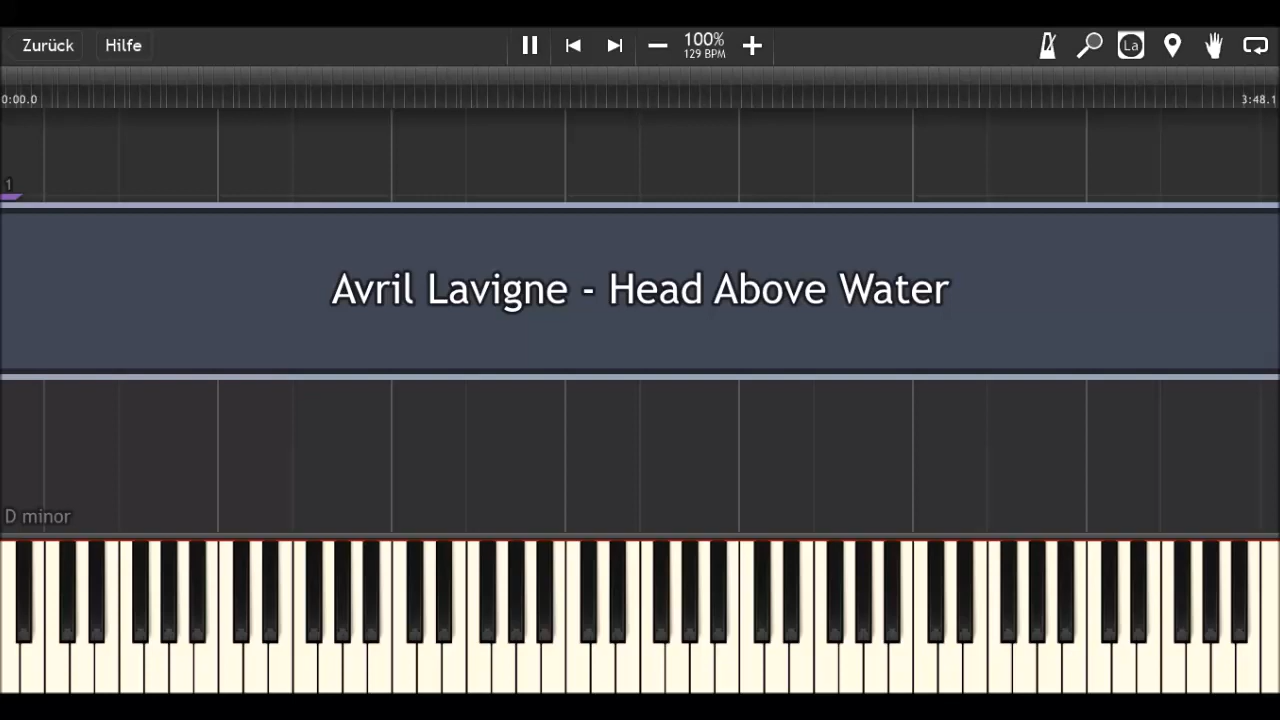 Zurück
Hilfe
100%
129 BPM
La
0:00.0
3:48.1
1
Avril Lavigne - Head Above Water
D minor